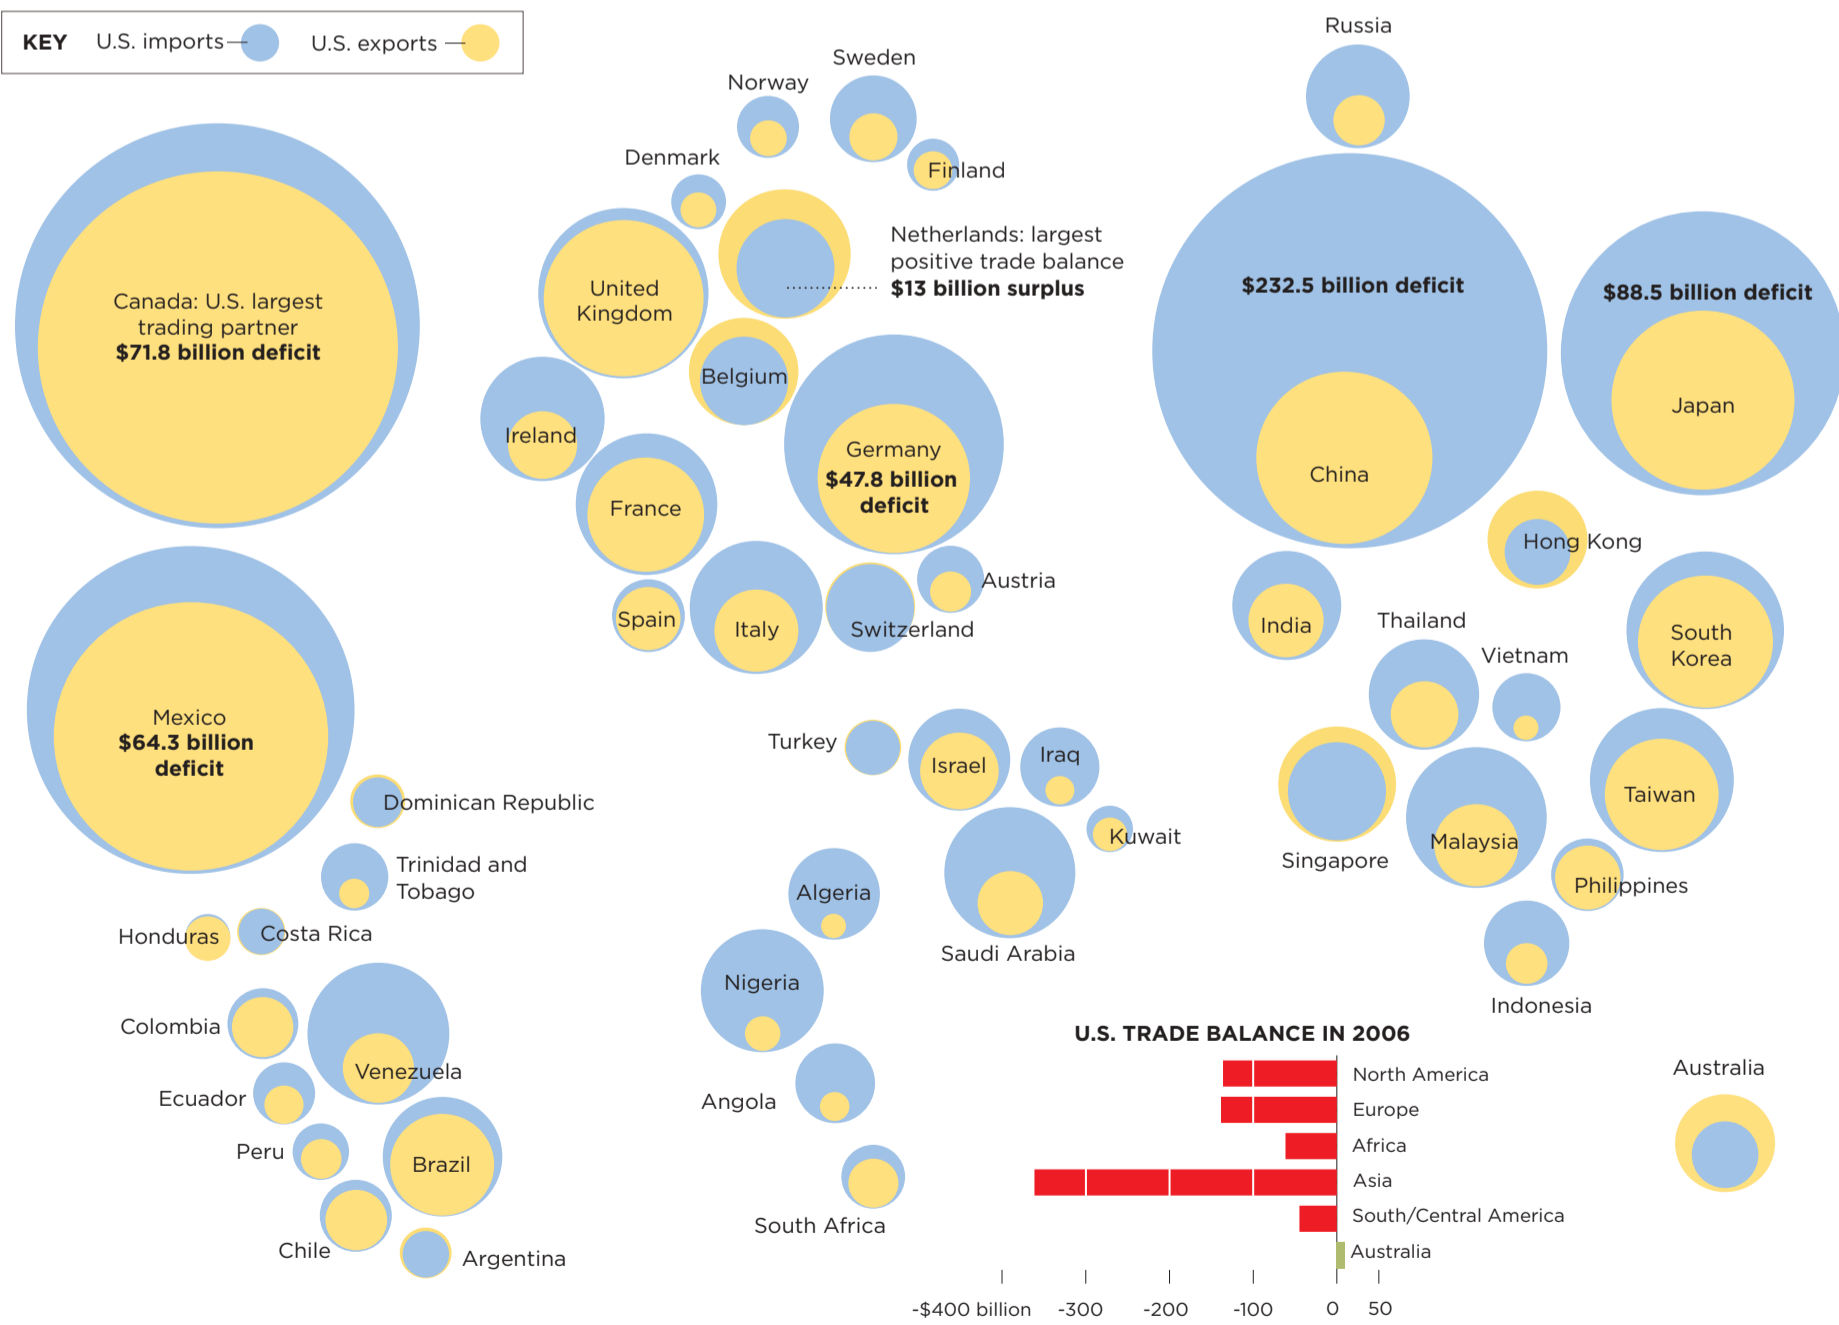 KEY U.S. imports U.S. exports
Russia
Sweden
Norway
Denmark
Finland
Netherlands: largest
positive trade balance
$13 billion surplus
United
Kingdom
Canada: U.S. largest
trading partner
$71.8 billion deficit
$232.5 billion deficit
$88.5 billion deficit
Belgium
Japan
Ireland
Germany
$47.8 billion
deficit
China
France
Hong Kong
Austria
Spain
Italy
Switzerland
India
Thailand
South
Korea
Vietnam
Mexico
$64.3 billion
deficit
Turkey
Israel
Iraq
Dominican Republic
Taiwan
Kuwait
Malaysia
Singapore
Trinidad and
Tobago
Algeria
Philippines
Honduras
Costa Rica
Saudi Arabia
Nigeria
Indonesia
Colombia
Venezuela
Ecuador
Angola
Peru
Brazil
South Africa
Chile
Argentina
U.S. TRADE BALANCE IN 2006
North America
Europe
Africa
Asia
South/Central America
Australia
-$400 billion -300 -200 -100 0 50
Australia